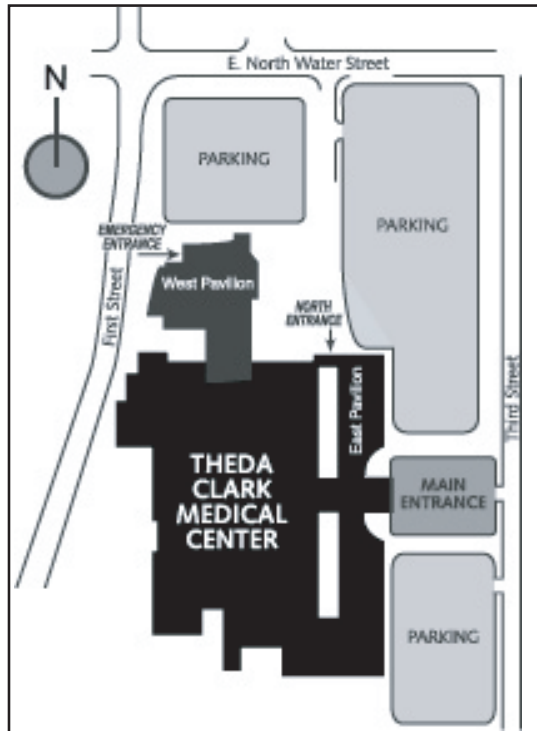 E. North Water Street
N
PARKING
PARKING
EMERGENCY
ENTRANCE
West Pavilion
First Street
NORTH
ENTRANCE
East Pavilion
Third Street
THEDA
CLARK
MEDICAL
CENTER
MAIN
ENTRANCE
PARKING